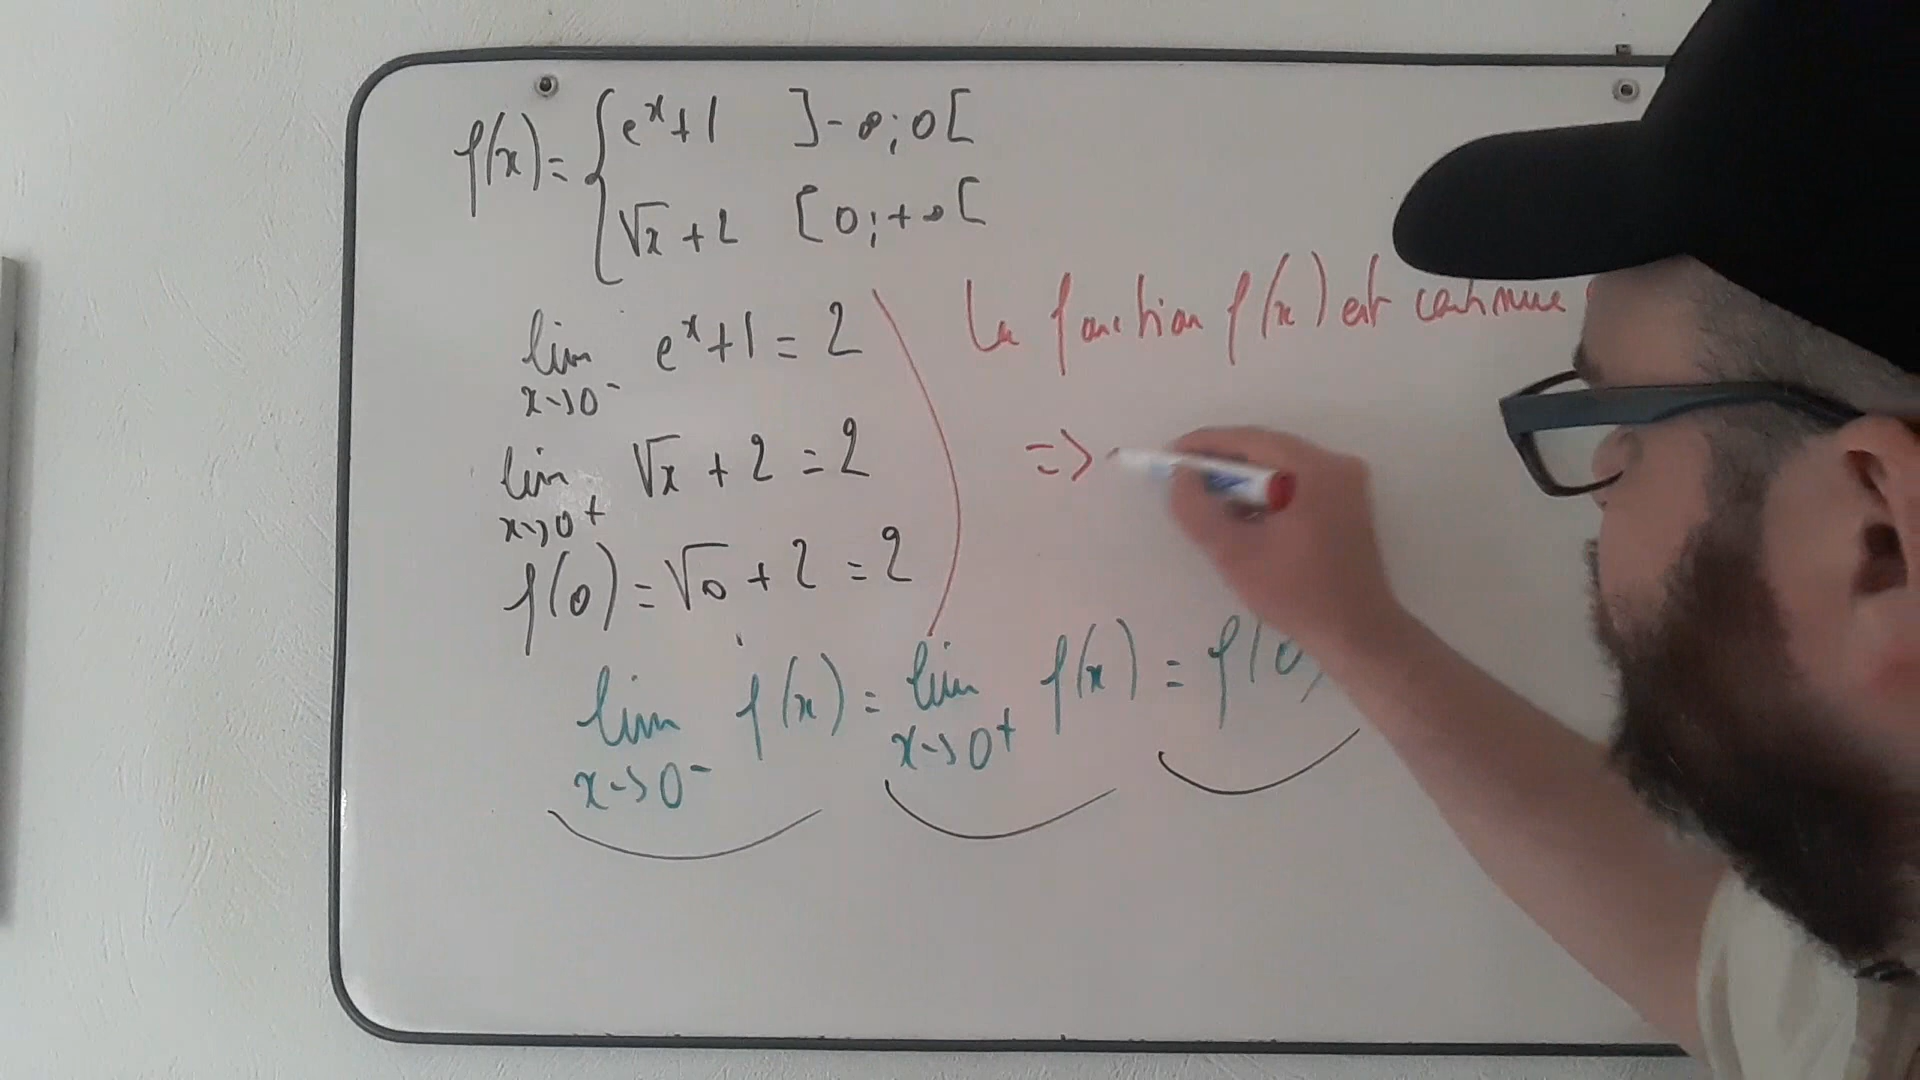 f(x) = { e^x + 1 ]-∞; 0[
√x + 2 [0; +∞[
La fonction f(x) est continue
lim x→0⁻ e^x + 1 = 2
=>
lim x→0⁺ √x + 2 = 2
f(0) = √0 + 2 = 2
lim x→0⁻ f(x) = lim x→0⁺ f(x) = f(0)